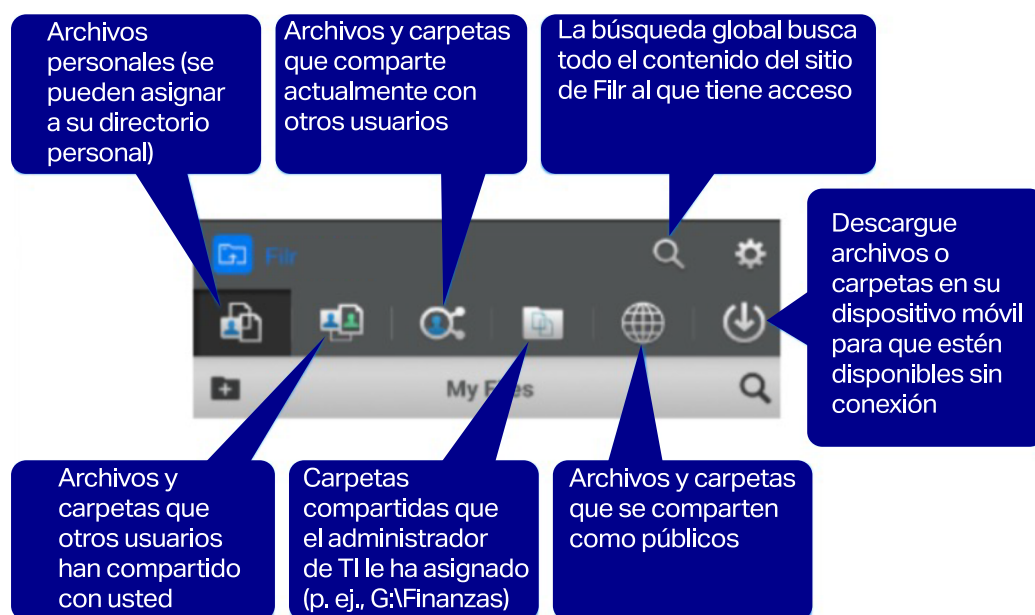 Archivos
personales (se
pueden asignar
a su directorio
personal)
Archivos y carpetas
que comparte
actualmente con
otros usuarios
La búsqueda global busca
todo el contenido del sitio
de Filr al que tiene acceso
Descargue
archivos o
carpetas en su
dispositivo móvil
para que estén
disponibles sin
conexión
Filr
My
Archivos y
carpetas que
otros usuarios
han compartido
con usted
Carpetas
compartidas que
el administrador
de TI le ha asignado
(p. ej., G:\Finanzas)
Archivos y carpetas
que se comparten
como públicos